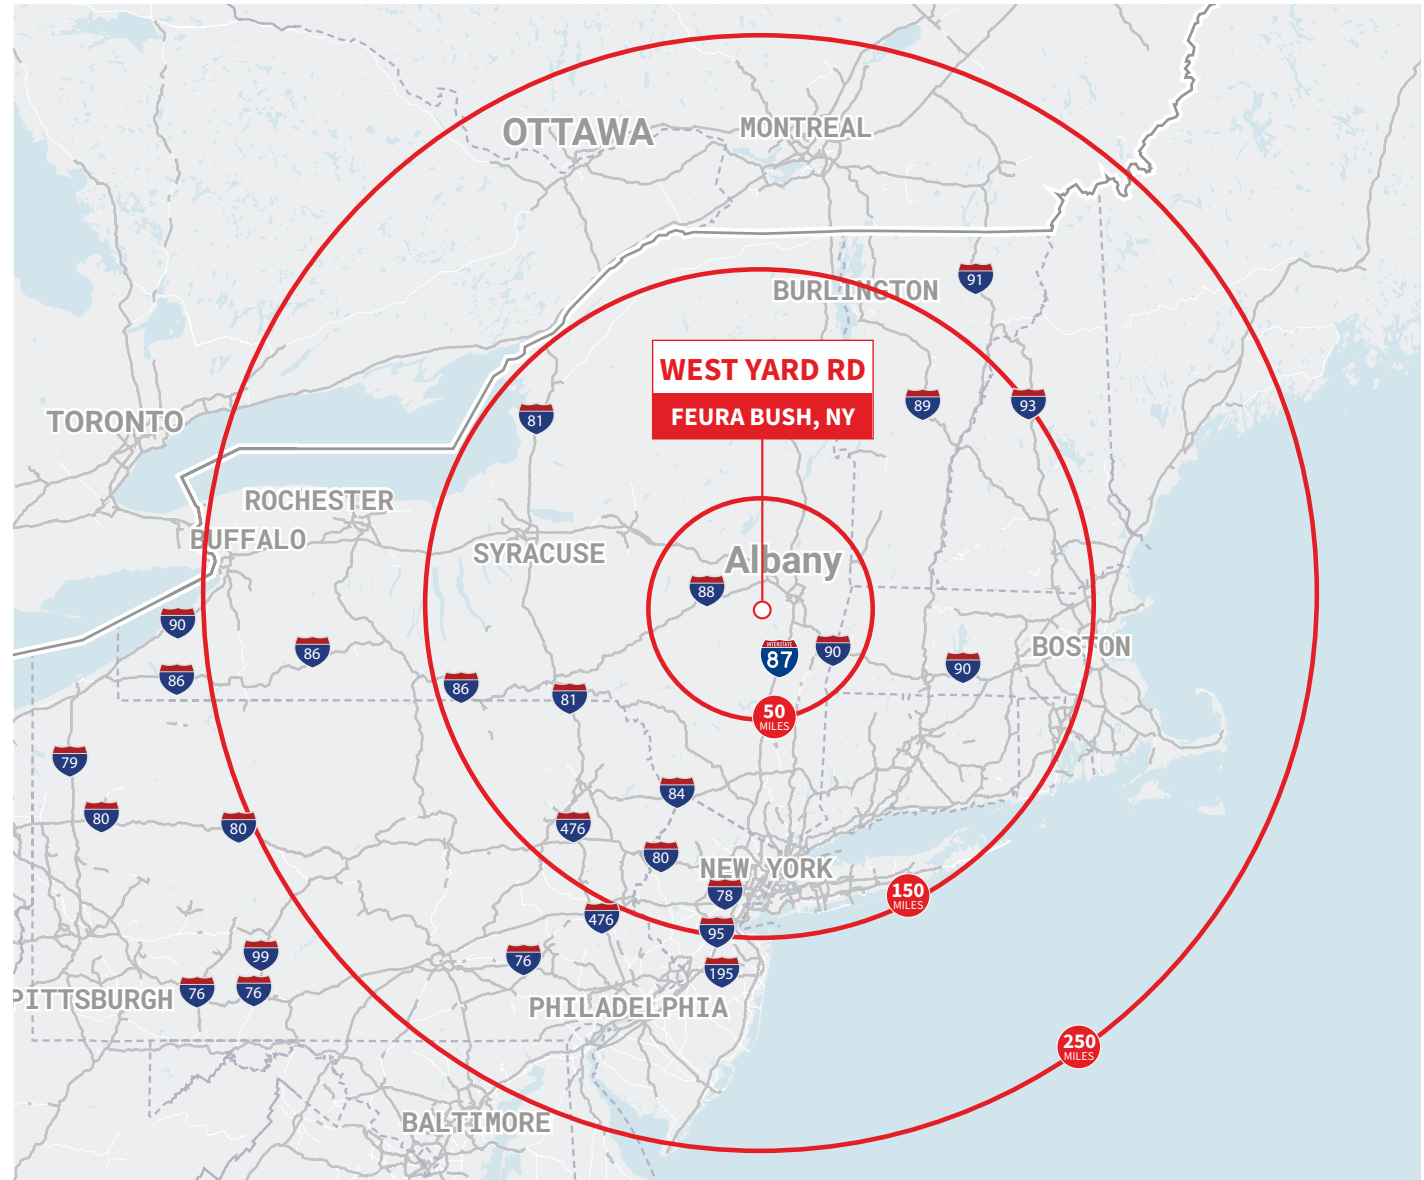 OTTAWA
MONTREAL
BURLINGTON
91
WEST YARD RD
FEURA BUSH, NY
81
89
93
TORONTO
ROCHESTER
BUFFALO
SYRACUSE
Albany
88
90
86
86
86
81
INTERSTATE
87
90
90
BOSTON
50
MILES
79
80
80
84
476
80
NEW YORK
78
150
MILES
476
95
99
76
195
76
76
PITTSBURGH
PHILADELPHIA
250
MILES
BALTIMORE